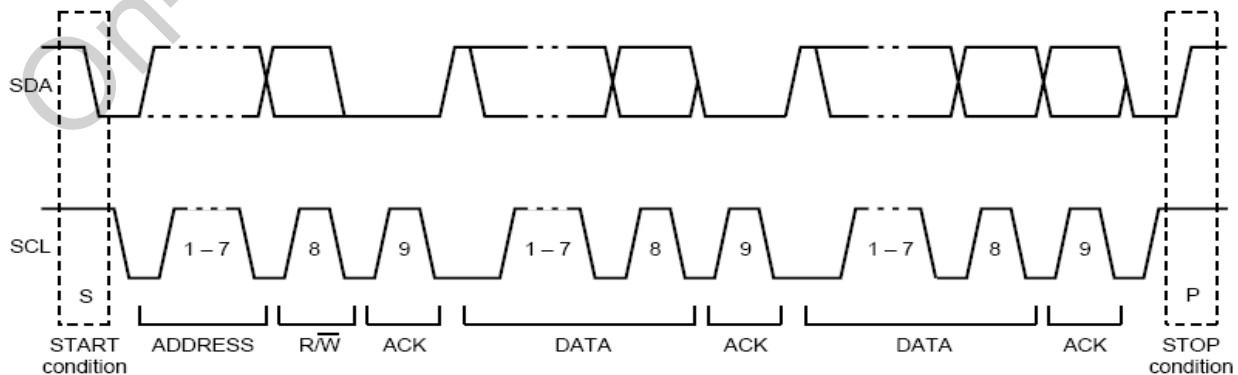 On-
SDA
SCL
1 – 7 8 9 1 – 7 8 9 1 – 7 8 9
S P
START ADDRESS R/W̅ ACK DATA ACK DATA ACK STOP
condition condition